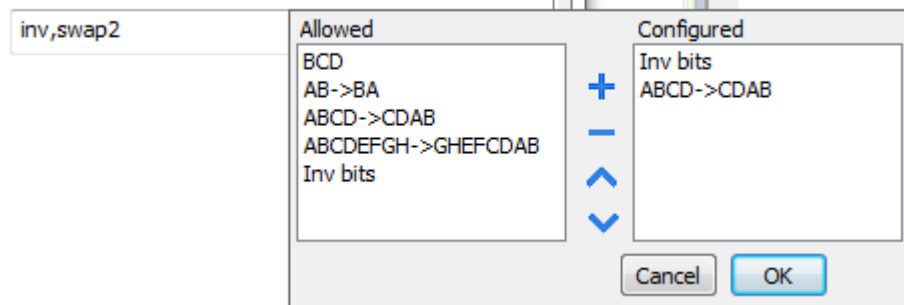 inv,swap2
Allowed
BCD
AB->BA
ABCD->CDAB
ABCDEFGH->GHEFCDAB
Inv bits
Configured
Inv bits
ABCD->CDAB
Cancel
OK